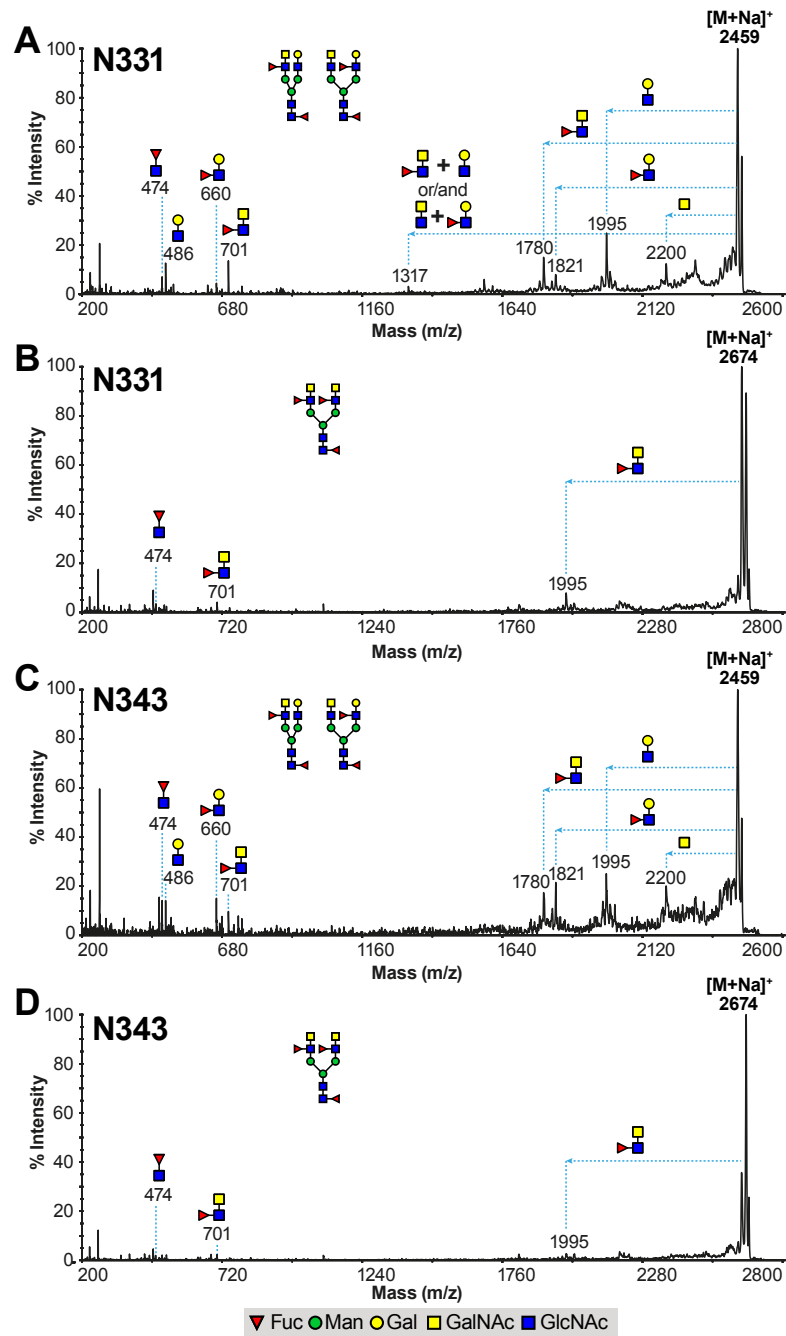 A
N331
[M+Na]+
2459
% Intensity
100
80
60
40
20
0
474
486
660
701
+
or/and
+
1317
1780
1821
1995
2200
200 680 1160 1640 2120 2600
Mass (m/z)
B
N331
[M+Na]+
2674
% Intensity
100
80
60
40
20
0
474
701
1995
200 720 1240 1760 2280 2800
Mass (m/z)
C
N343
[M+Na]+
2459
% Intensity
100
80
60
40
20
0
474
486
660
701
1780
1821
1995
2200
200 680 1160 1640 2120 2600
Mass (m/z)
D
N343
[M+Na]+
2674
% Intensity
100
80
60
40
20
0
474
701
1995
200 720 1240 1760 2280 2800
Mass (m/z)
Fuc Man Gal GalNAc GlcNAc